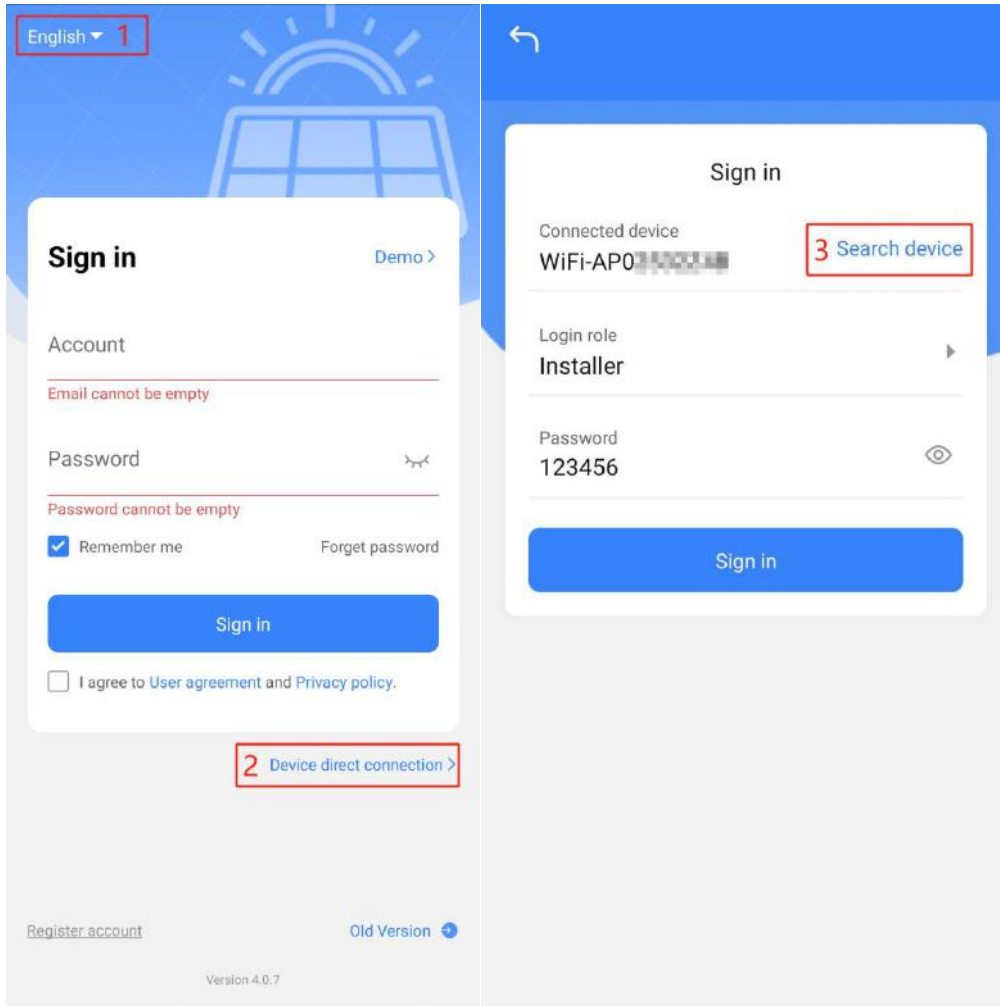 English 1
Sign in
Demo >
Account
Email cannot be empty
Password
Password cannot be empty
Remember me
Forget password
Sign in
I agree to User agreement and Privacy policy.
2 Device direct connection >
Register account
Old Version
Version 4.0.7
Sign in
Connected device
WiFi-AP0
3 Search device
Login role
Installer
Password
123456
Sign in